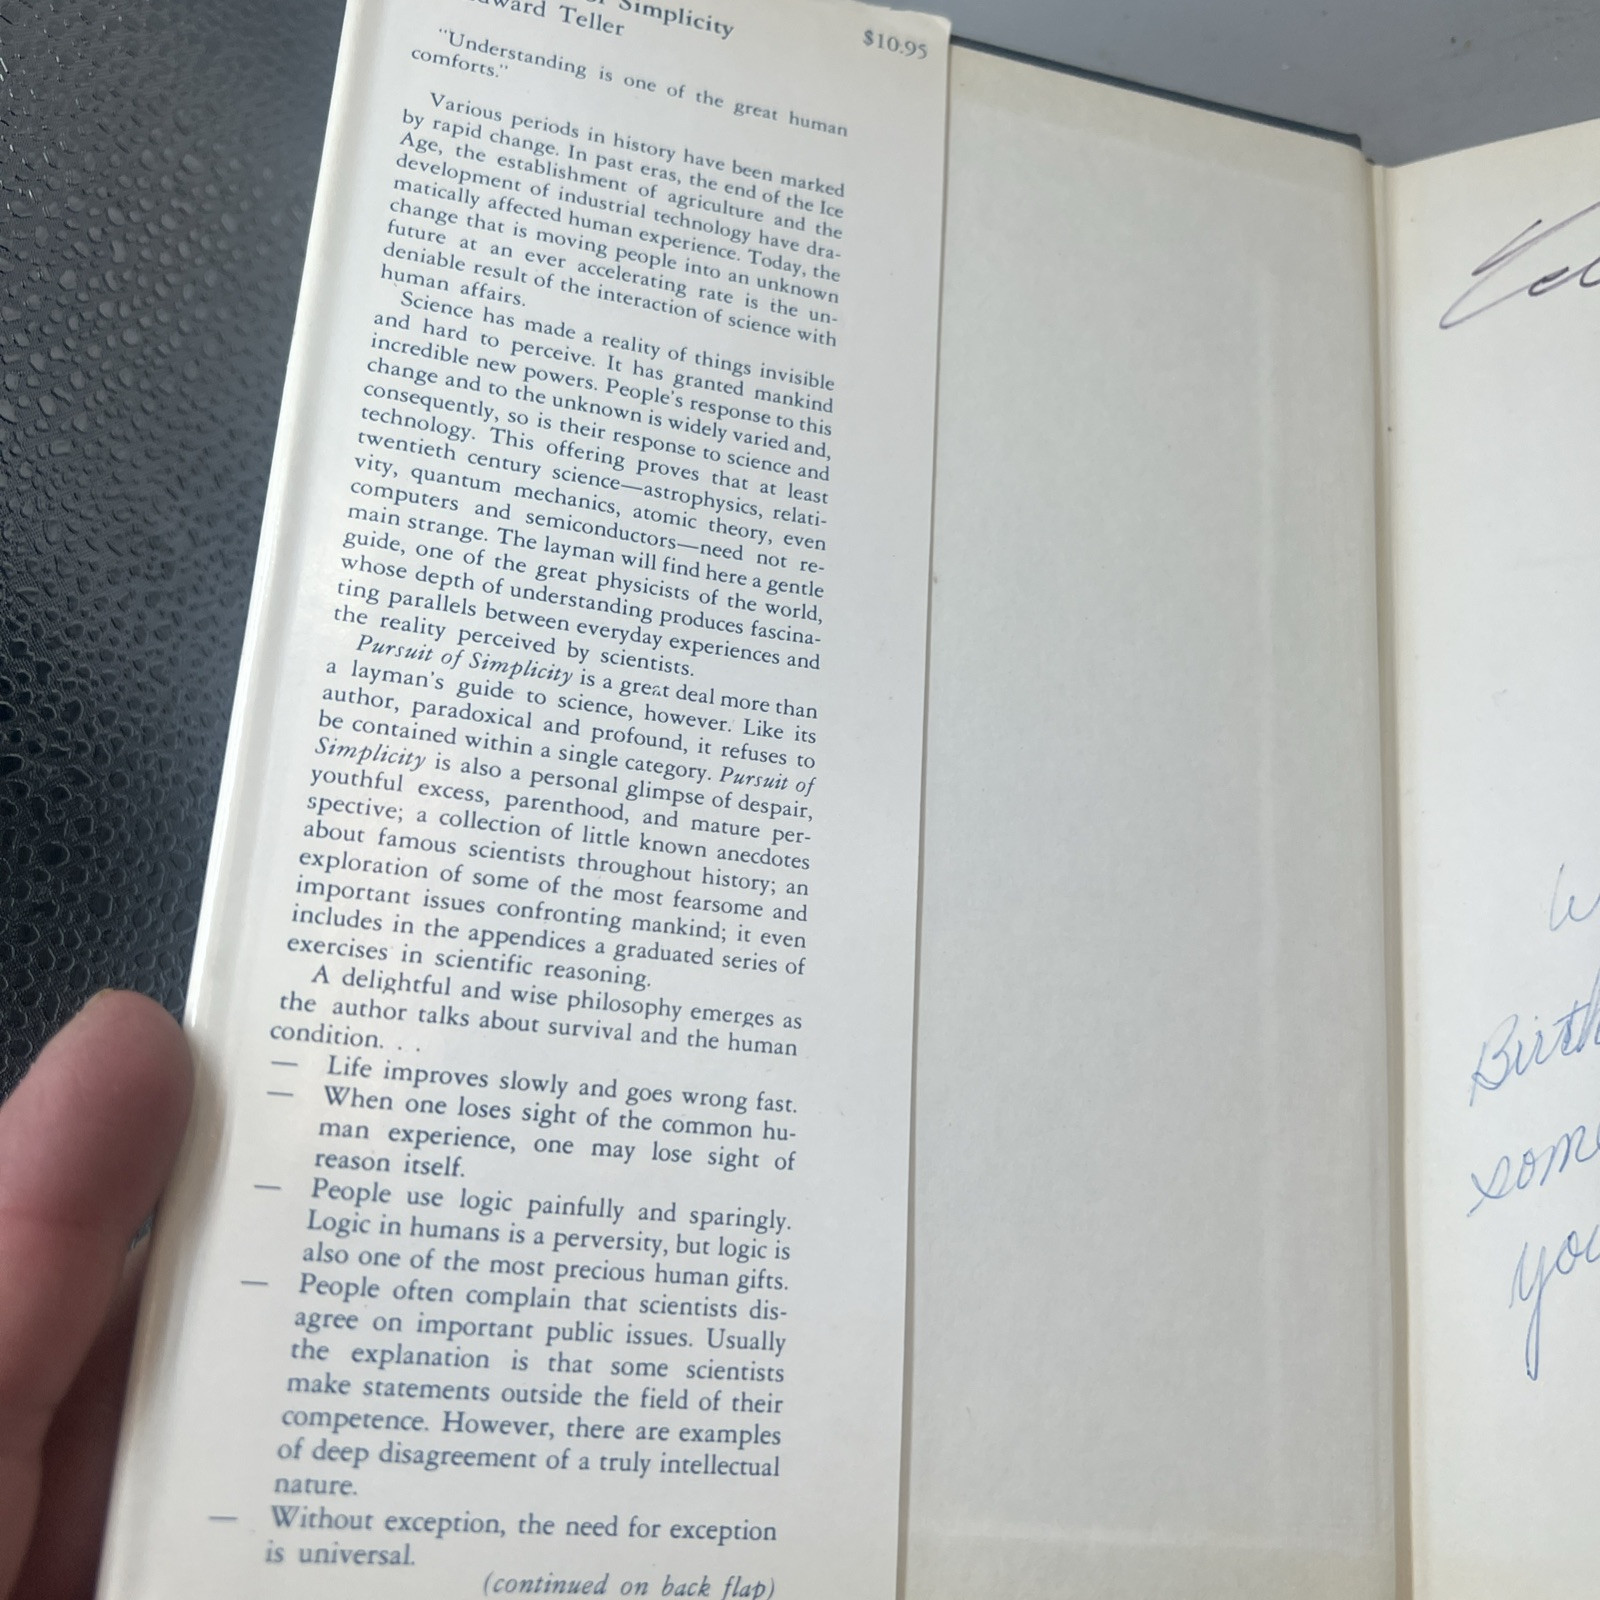 Simplicity
Teller
$10.95
"Understanding is one of the great human
comforts."
Various periods in history have been marked
by rapid change. In past eras, the end of the Ice
Age, the establishment of agriculture and the
development of industrial technology have dra-
matically affected human experience. Today, the
change that is moving people into an unknown
future at an ever accelerating rate is the un-
deniable result of the interaction of science with
human affairs.
Science has made a reality of things invisible
and hard to perceive. It has granted mankind
incredible new powers. People's response to this
change and to the unknown is widely varied and,
consequently, so is their response to science and
technology. This offering proves that at least
twentieth century science—astrophysics, relati-
vity, quantum mechanics, atomic theory, even
computers and semiconductors—need not re-
main strange. The layman will find here a gentle
guide, one of the great physicists of the world,
whose depth of understanding produces fascina-
ting parallels between everyday experiences and
the reality perceived by scientists.
Pursuit of Simplicity is a great deal more than
a layman's guide to science, however. Like its
author, paradoxical and profound, it refuses to
be contained within a single category. Pursuit of
Simplicity is also a personal glimpse of despair,
youthful excess, parenthood, and mature per-
spective; a collection of little known anecdotes
about famous scientists throughout history; an
exploration of some of the most fearsome and
important issues confronting mankind; it even
includes in the appendices a graduated series of
exercises in scientific reasoning.
A delightful and wise philosophy emerges as
the author talks about survival and the human
condition. . .
— Life improves slowly and goes wrong fast.
— When one loses sight of the common hu-
man experience, one may lose sight of
reason itself.
— People use logic painfully and sparingly.
Logic in humans is a perversity, but logic is
also one of the most precious human gifts.
— People often complain that scientists dis-
agree on important public issues. Usually
the explanation is that some scientists
make statements outside the field of their
competence. However, there are examples
of deep disagreement of a truly intellectual
nature.
— Without exception, the need for exception
is universal.
(continued on back flap)
Birth
some
you